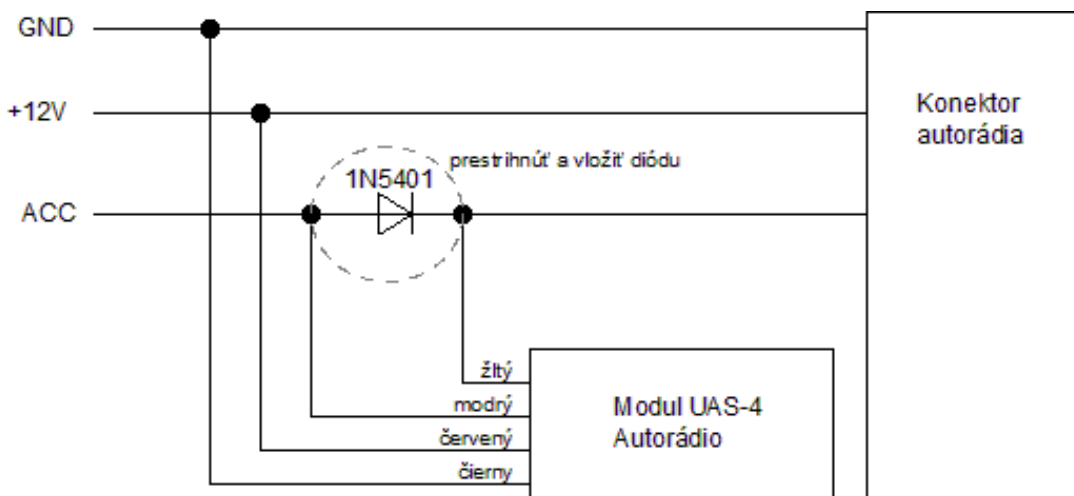 GND
+12V
Konektor
autorádia
prestrihnúť a vložiť diódu
1N5401
ACC
žltý
modrý
červený
čierny
Modul UAS-4
Autorádio